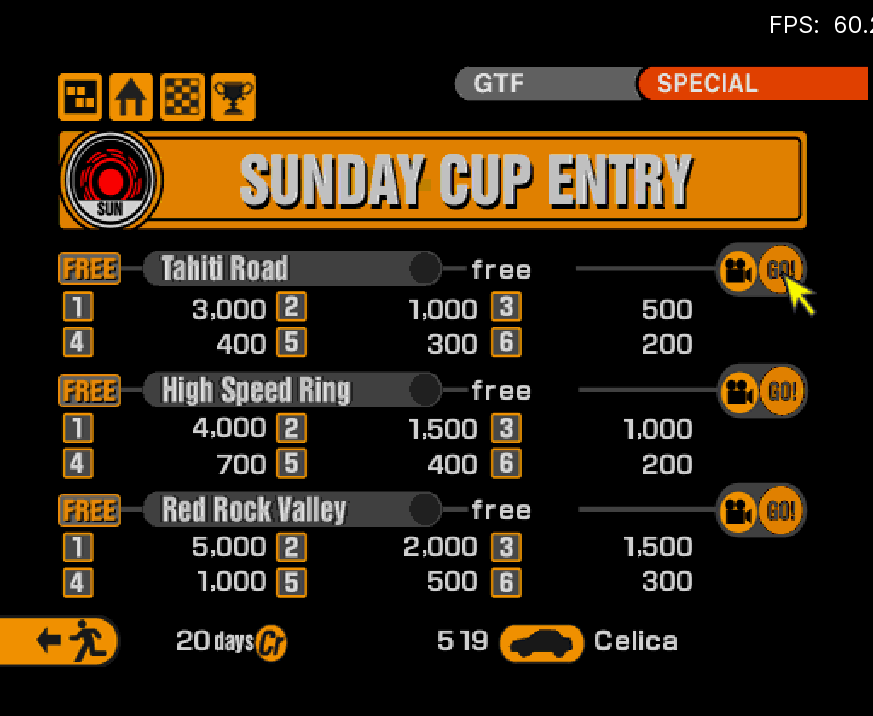 FPS: 60.2
GTF SPECIAL
SUN SUNDAY CUP ENTRY
FREE Tahiti Road free GO!
1 3,000 2 1,000 3 500
4 400 5 300 6 200
FREE High Speed Ring free GO!
1 4,000 2 1,500 3 1,000
4 700 5 400 6 200
FREE Red Rock Valley free GO!
1 5,000 2 2,000 3 1,500
4 1,000 5 500 6 300
20 days Cr 519 Celica